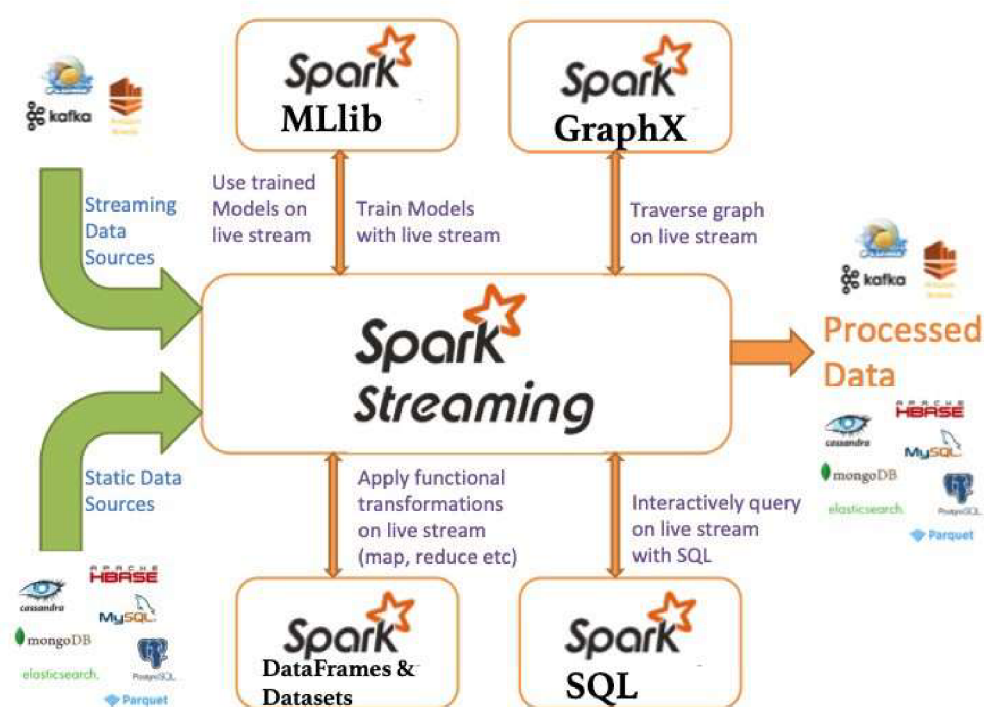 Spark
MLlib
Spark
GraphX
kafka
Use trained
Models on
live stream
Train Models
with live stream
Traverse graph
on live stream
Streaming
Data
Sources
Spark
Streaming
kafka
Processed
Data
APACHE
HBASE
cassandra
MySQL
mongoDB
PostgreSQL
elasticsearch.
Parquet
Static Data
Sources
Apply functional
transformations
on live stream
(map, reduce etc)
Interactively query
on live stream
with SQL
APACHE
HBASE
cassandra
MySQL
mongoDB
PostgreSQL
elasticsearch.
Parquet
Spark
DataFrames &
Datasets
Spark
SQL